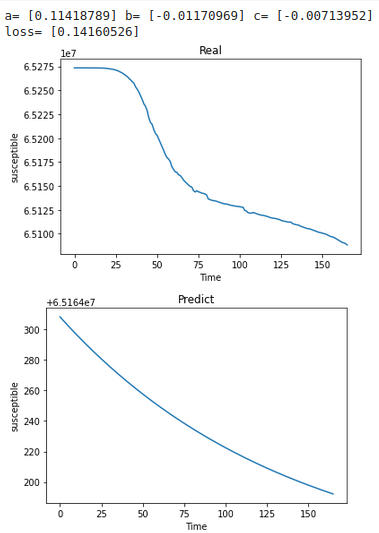 a= [0.11418789] b= [-0.01170969] c= [-0.00713952]
loss= [0.14160526]
Real
1e7
6.5275
6.5250
6.5225
6.5200
6.5175
6.5150
6.5125
6.5100
susceptible
0 25 50 75 100 125 150
Time
Predict
+6.5164e7
300
280
260
240
220
200
susceptible
0 25 50 75 100 125 150
Time